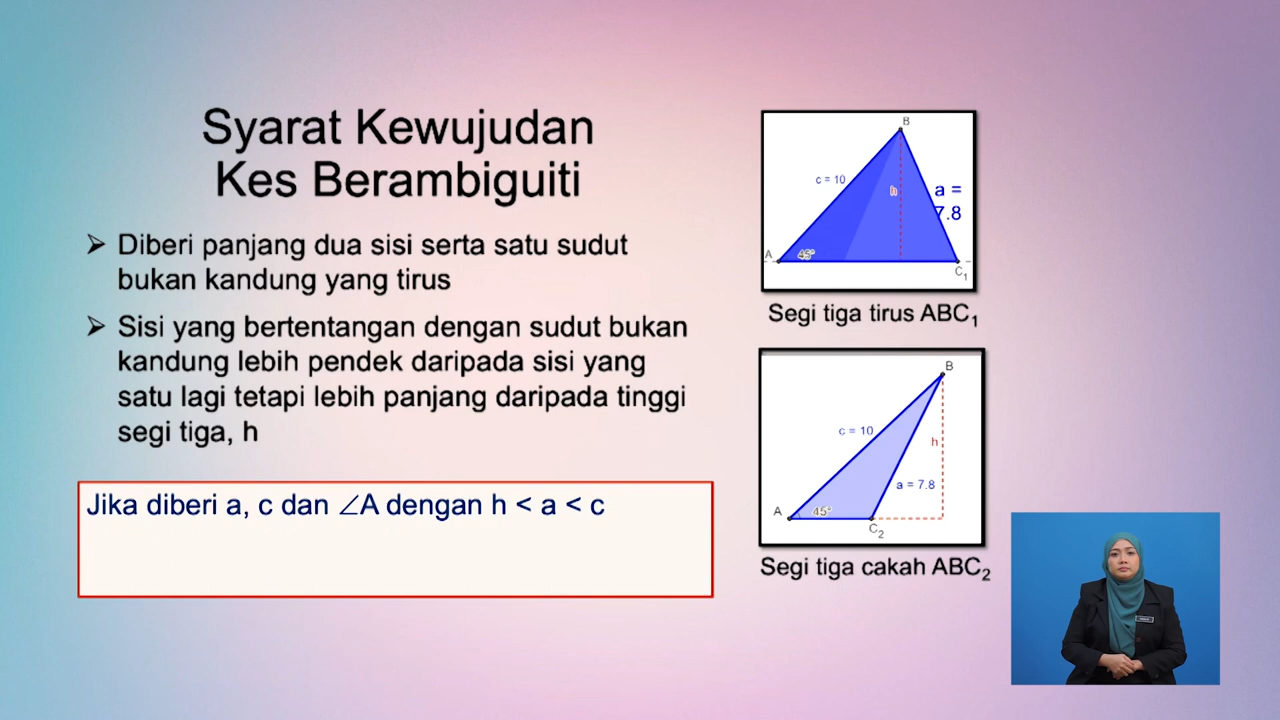 Syarat Kewujudan
Kes Berambiguiti
➢ Diberi panjang dua sisi serta satu sudut
bukan kandung yang tirus
➢ Sisi yang bertentangan dengan sudut bukan
kandung lebih pendek daripada sisi yang
satu lagi tetapi lebih panjang daripada tinggi
segi tiga, h
Jika diberi a, c dan ∠A dengan h < a < c
B
c = 10
h
a =
7.8
A
45°
C₁
Segi tiga tirus ABC₁
B
c = 10
h
a = 7.8
A
45°
C₂
Segi tiga cakah ABC₂